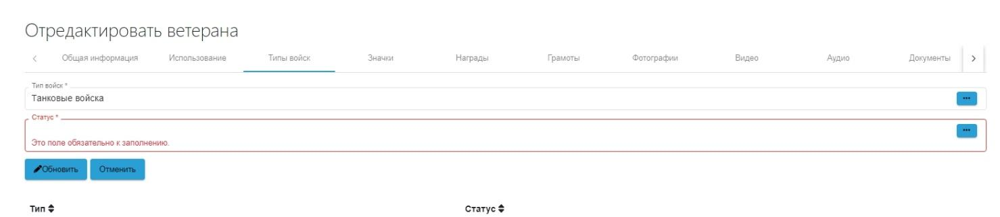 Отредактировать ветерана
Общая информация Использование Типы войск Значки Награды Грамоты Фотографии Видео Аудио Документы
Тип войск *
Танковые войска
Статус *
Это поле обязательно к заполнению.
Обновить Отменить
Тип Статус